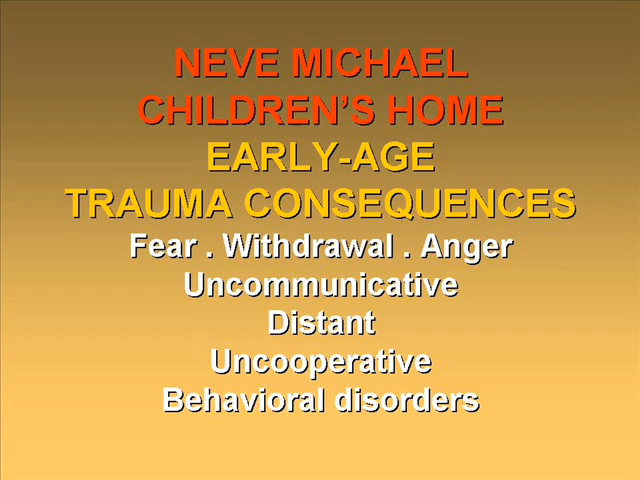 NEVE MICHAEL
CHILDREN'S HOME
EARLY-AGE
TRAUMA CONSEQUENCES
Fear . Withdrawal . Anger
Uncommunicative
Distant
Uncooperative
Behavioral disorders